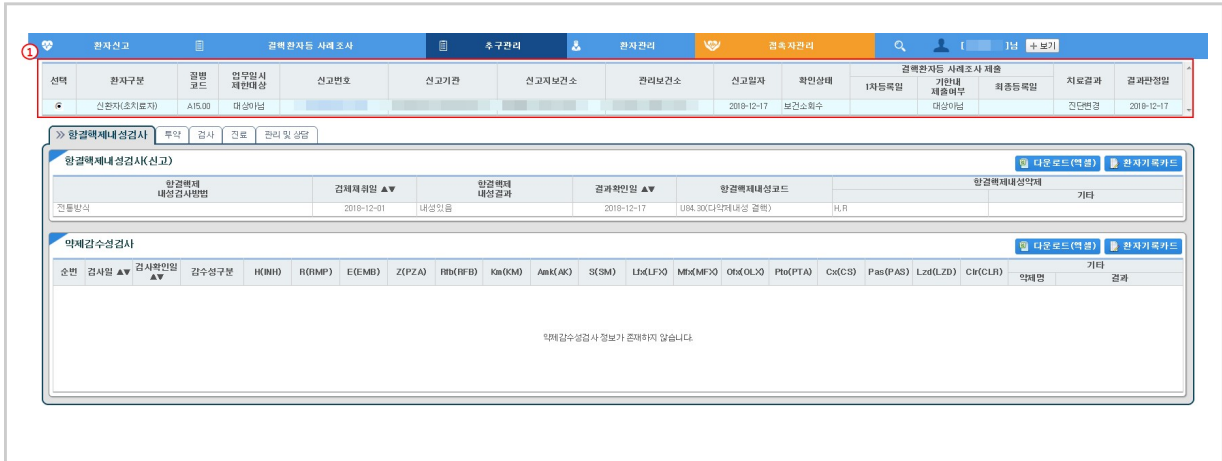 ① 환자신고 결핵환자등 사례조사 추구관리 환자관리 접촉자관리 [ ]님 + 보기
선택 환자구분 질병코드 업무일시제한대상 신고번호 신고기관 신고지보건소 관리보건소 신고일자 확인상태 결핵환자등 사례조사 제출 치료결과 결과판정일
1차등록일 기한내제출여부 최종등록일
신환자(초치료자) A15.00 대상아님 2018-12-17 보건소회수 대상아님 진단변경 2018-12-17
≫ 항결핵제내성검사 투약 검사 진료 관리 및 상담
항결핵제내성검사(신고) 다운로드(엑셀) 환자기록카드
항결핵제내성검사방법 검체채취일 ▲▼ 항결핵제내성결과 결과확인일 ▲▼ 항결핵제내성코드 항결핵제내성약제
기타
전통방식 2018-12-01 내성있음 2018-12-17 U84.30(다약제내성 결핵) H,R
약제감수성검사 다운로드(엑셀) 환자기록카드
순번 검사일 ▲▼ 검사확인일 ▲▼ 감수성구분 H(INH) R(RMP) E(EMB) Z(PZA) Rfb(RFB) Km(KM) Amk(AK) S(SM) Lfx(LFX) Mfx(MFX) Ofx(OLX) Pto(PTA) Cx(CS) Pas(PAS) Lzd(LZD) Clr(CLR) 기타
약제명 결과
약제감수성검사 정보가 존재하지 않습니다.